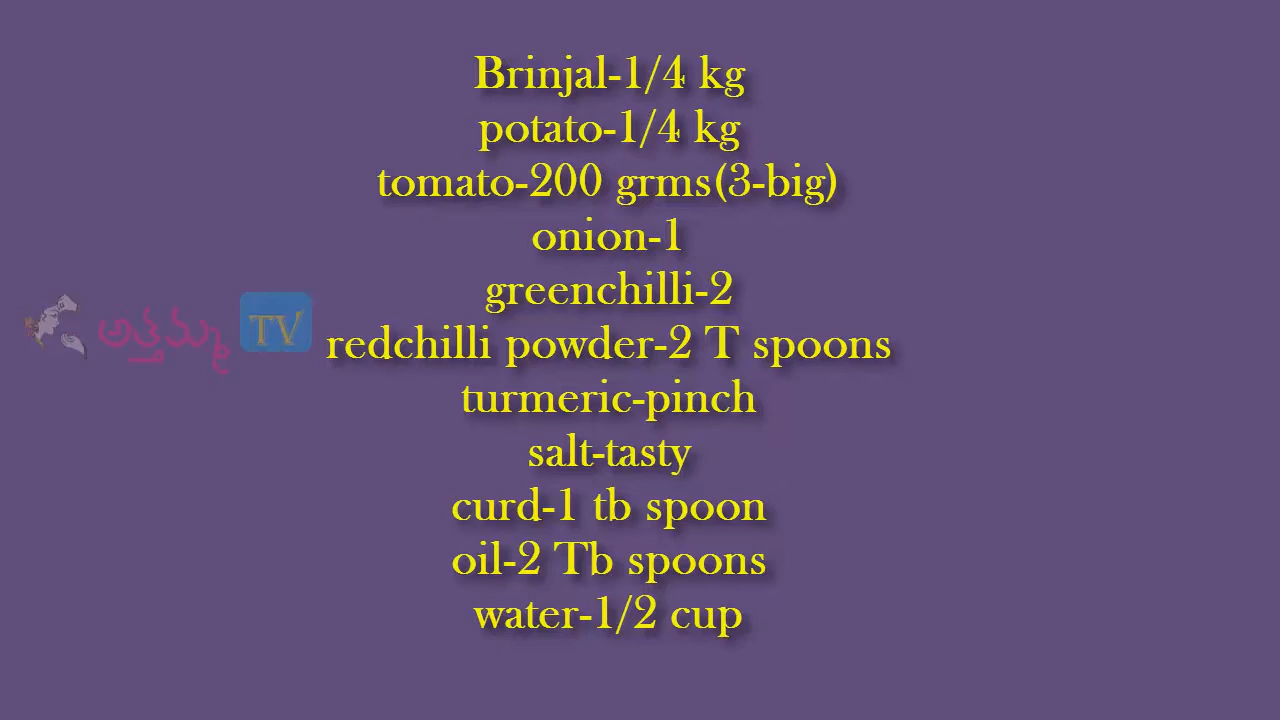 Brinjal-1/4 kg
potato-1/4 kg
tomato-200 grms(3-big)
onion-1
greenchilli-2
అత్తమ్మ TV
redchilli powder-2 T spoons
turmeric-pinch
salt-tasty
curd-1 tb spoon
oil-2 Tb spoons
water-1/2 cup